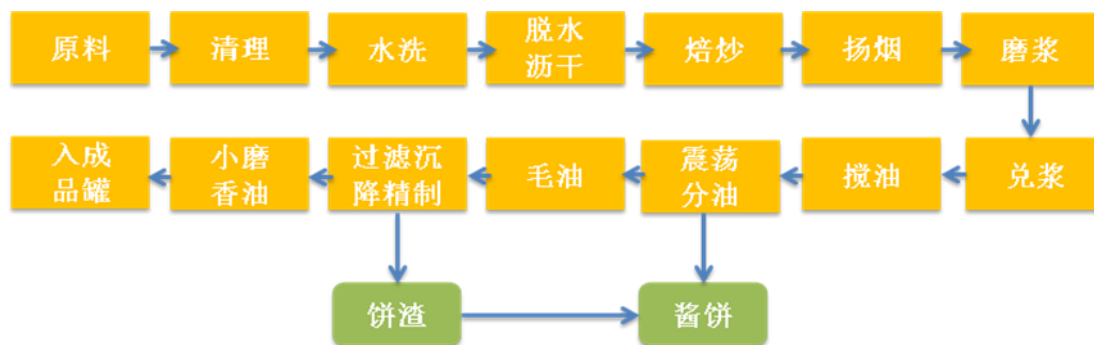 原料
清理
水洗
脱水
沥干
焙炒
扬烟
磨浆
兑浆
搅油
震荡
分油
毛油
过滤沉
降精制
小磨
香油
入成
品罐
饼渣
酱饼